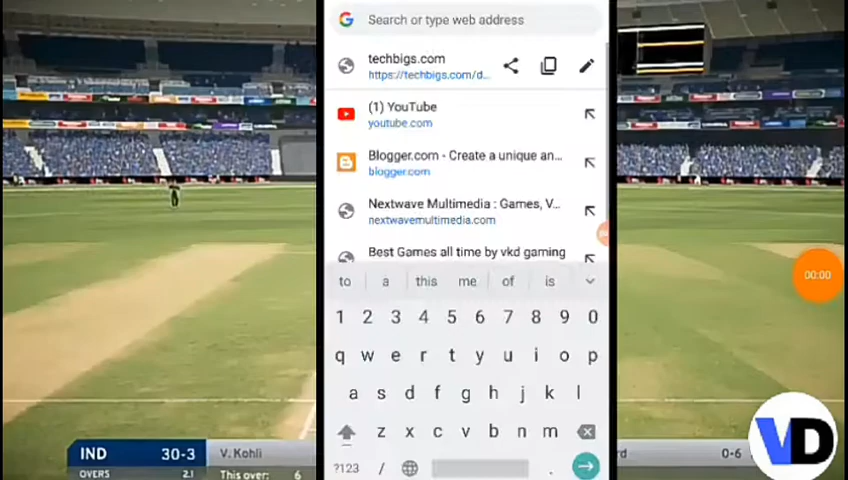 Search or type web address
techbigs.com
https://techbigs.com/d...
(1) YouTube
youtube.com
Blogger.com - Create a unique an...
blogger.com
Nextwave Multimedia : Games, V...
nextwavemultimedia.com
Best Games all time by vkd gaming
to a this me of is
1 2 3 4 5 6 7 8 9 0
q w e r t y u i o p
a s d f g h j k l
z x c v b n m
?123 / .
00:00
VD
IND 30-3 V. Kohli
OVERS 2.1 This over: 6
rd 0-6